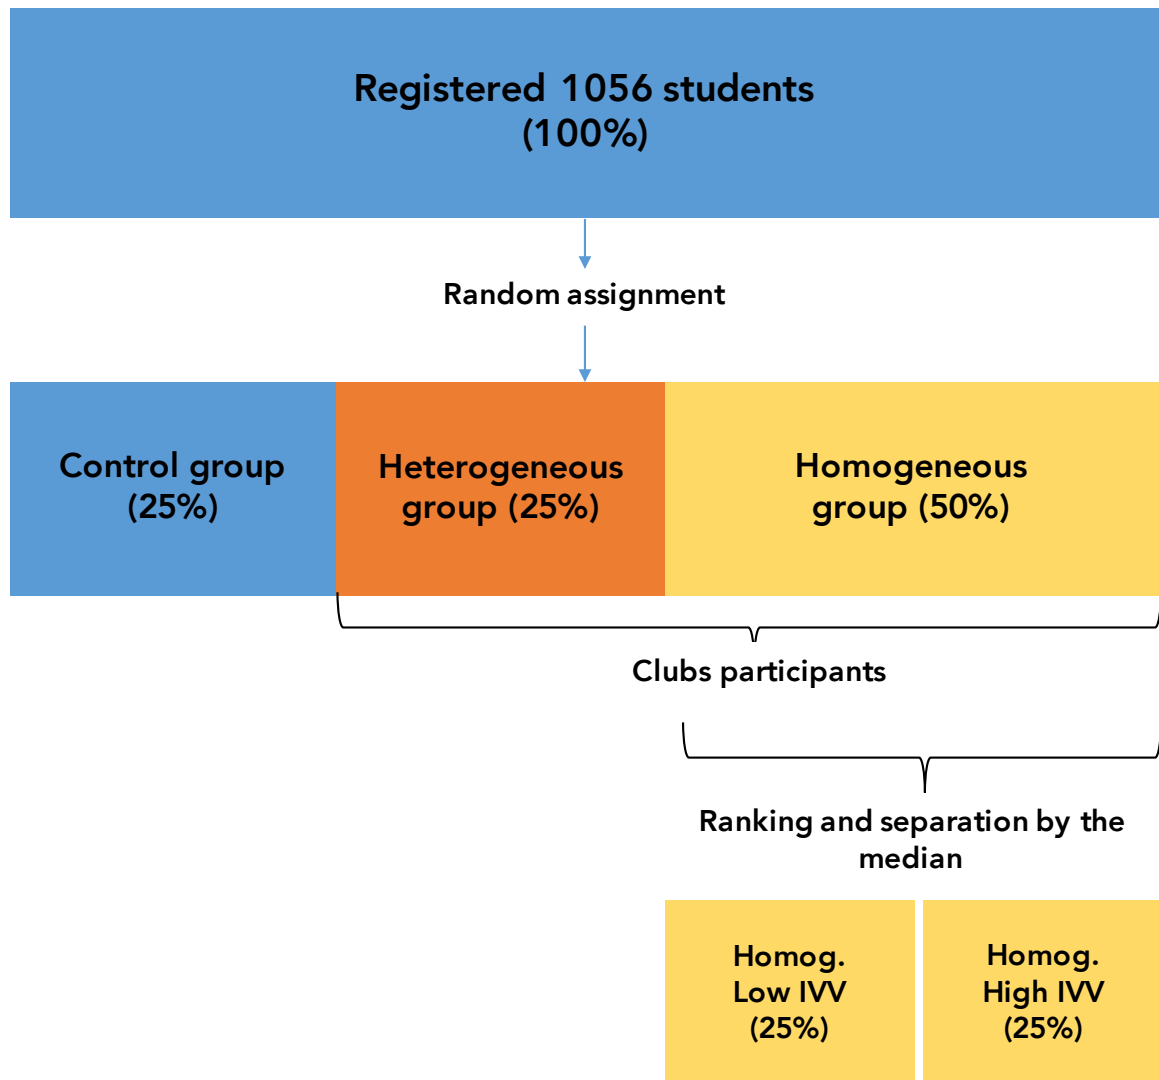 Registered 1056 students
(100%)
Random assignment
Control group
(25%)
Heterogeneous
group (25%)
Homogeneous
group (50%)
Clubs participants
Ranking and separation by the
median
Homog.
Low IVV
(25%)
Homog.
High IVV
(25%)